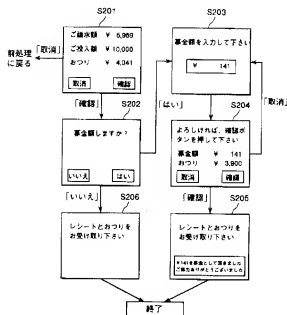 S201
ご請求額 ¥ 5,969
ご投入額 ¥ 10,000
おつり ¥ 4,041
取消 確認
「取消」
前処理
に戻る
「確認」
S202
募金額しますか?
いいえ はい
「はい」
「いいえ」
S203
募金額を入力して下さい
¥ 141
S204
よろしければ、確認ボ
タンを押して下さい
募金額 ¥ 141
おつり ¥ 3,900
取消 確認
「取消」
「確認」
S206
レシートとおつりを
お受け取り下さい
S205
レシートとおつりを
お受け取り下さい
¥141を募金として頂きました
ご協力ありがとうございました
終了